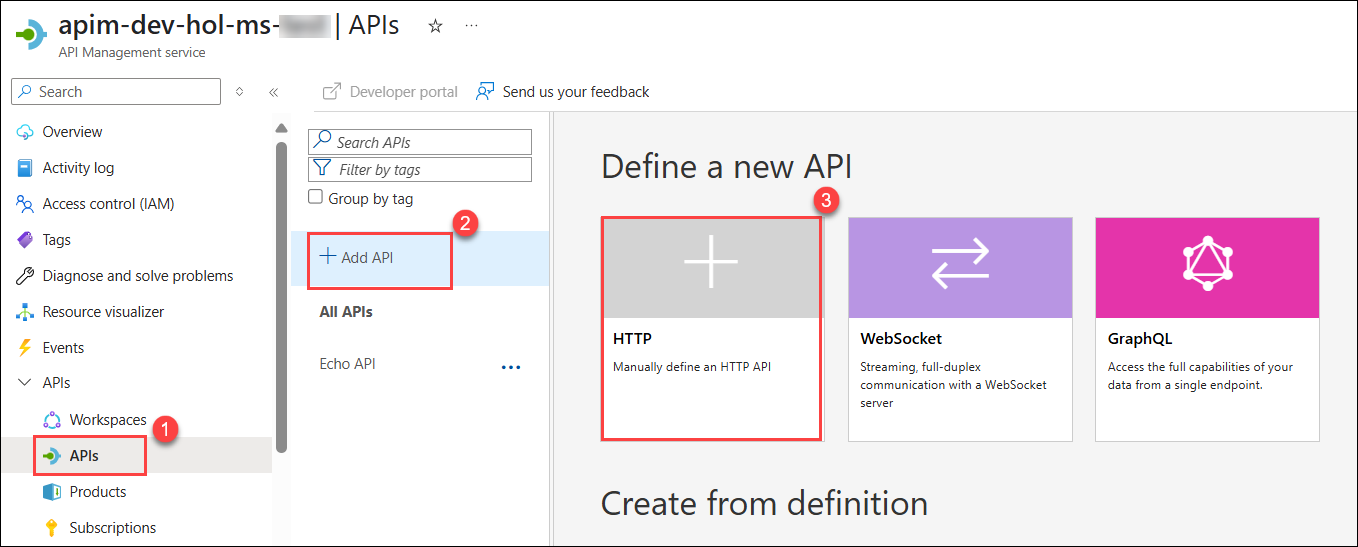 apim-dev-hol-ms- | APIs
API Management service
Search
Overview
Activity log
Access control (IAM)
Tags
Diagnose and solve problems
Resource visualizer
Events
APIs
Workspaces
1
APIs
Products
Subscriptions
Developer portal
Send us your feedback
Search APIs
Filter by tags
Group by tag
2
+ Add API
All APIs
Echo API
...
Define a new API
3
HTTP
Manually define an HTTP API
WebSocket
Streaming, full-duplex
communication with a WebSocket
server
GraphQL
Access the full capabilities of your
data from a single endpoint.
Create from definition